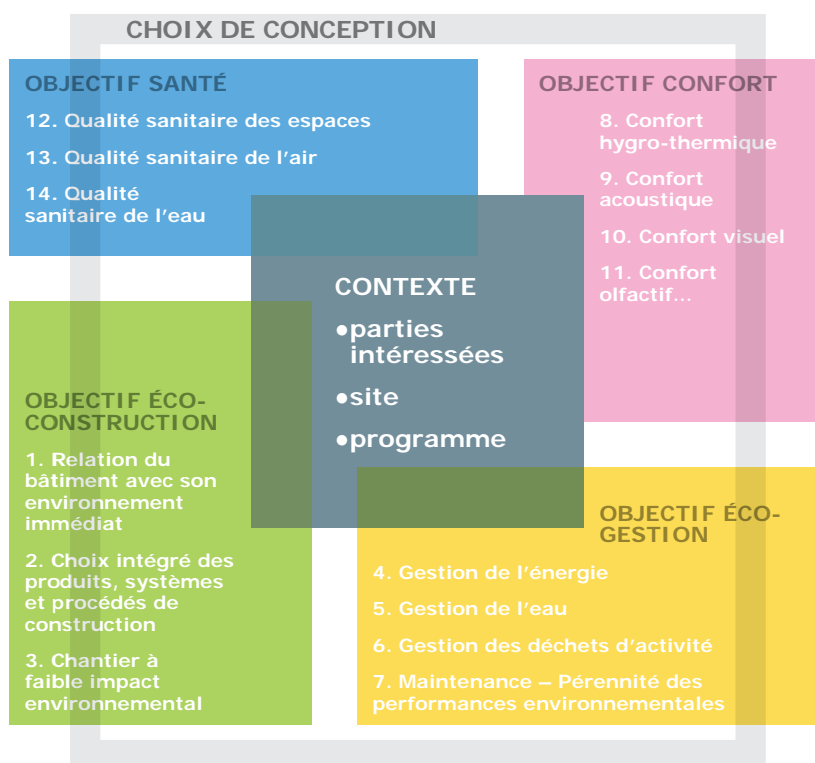 CHOIX DE CONCEPTION
OBJECTIF SANTÉ
12. Qualité sanitaire des espaces
13. Qualité sanitaire de l'air
14. Qualité
sanitaire de l'eau
OBJECTIF CONFORT
8. Confort
hygro-thermique
9. Confort
acoustique
10. Confort visuel
11. Confort
olfactif...
CONTEXTE
•parties
intéressées
•site
•programme
OBJECTIF ÉCO-
CONSTRUCTION
1. Relation du
bâtiment avec son
environnement
immédiat
2. Choix intégré des
produits, systèmes
et procédés de
construction
3. Chantier à
faible impact
environnemental
OBJECTIF ÉCO-
GESTION
4. Gestion de l'énergie
5. Gestion de l'eau
6. Gestion des déchets d'activité
7. Maintenance – Pérennité des
performances environnementales